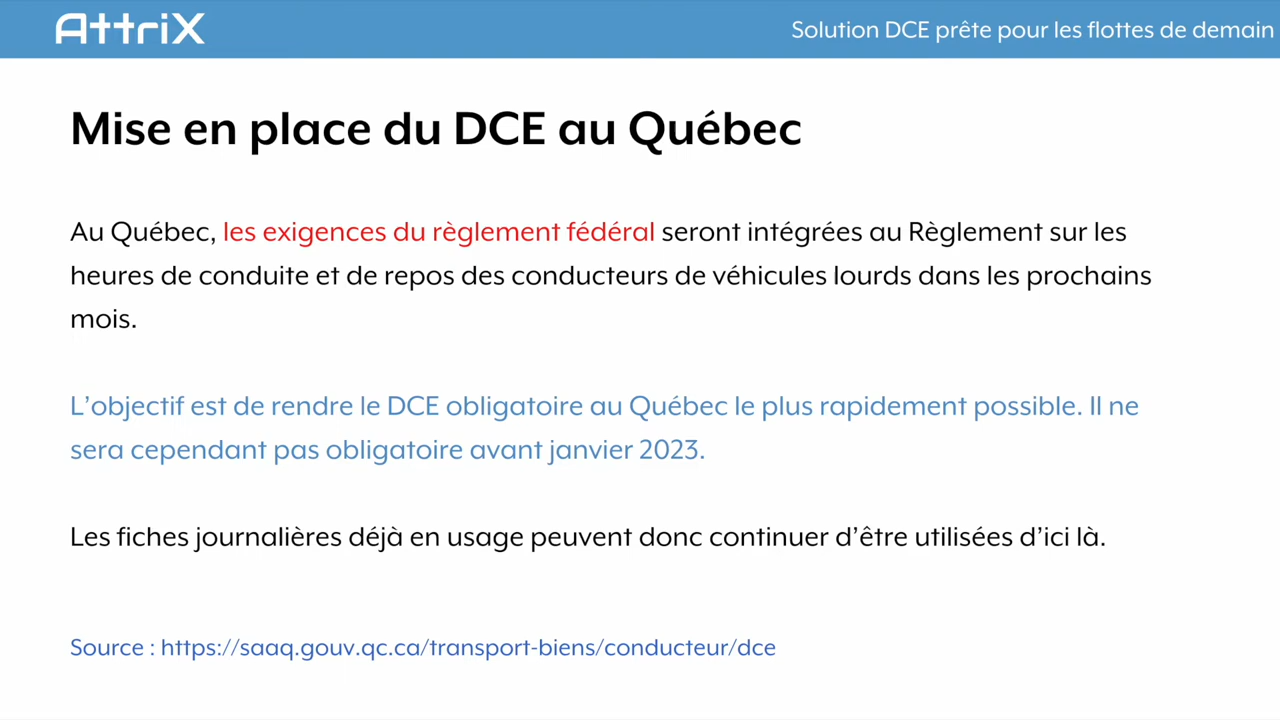 AttriX
Solution DCE prête pour les flottes de demain
Mise en place du DCE au Québec
Au Québec, les exigences du règlement fédéral seront intégrées au Règlement sur les
heures de conduite et de repos des conducteurs de véhicules lourds dans les prochains
mois.
L’objectif est de rendre le DCE obligatoire au Québec le plus rapidement possible. Il ne
sera cependant pas obligatoire avant janvier 2023.
Les fiches journalières déjà en usage peuvent donc continuer d’être utilisées d’ici là.
Source : https://saaq.gouv.qc.ca/transport-biens/conducteur/dce